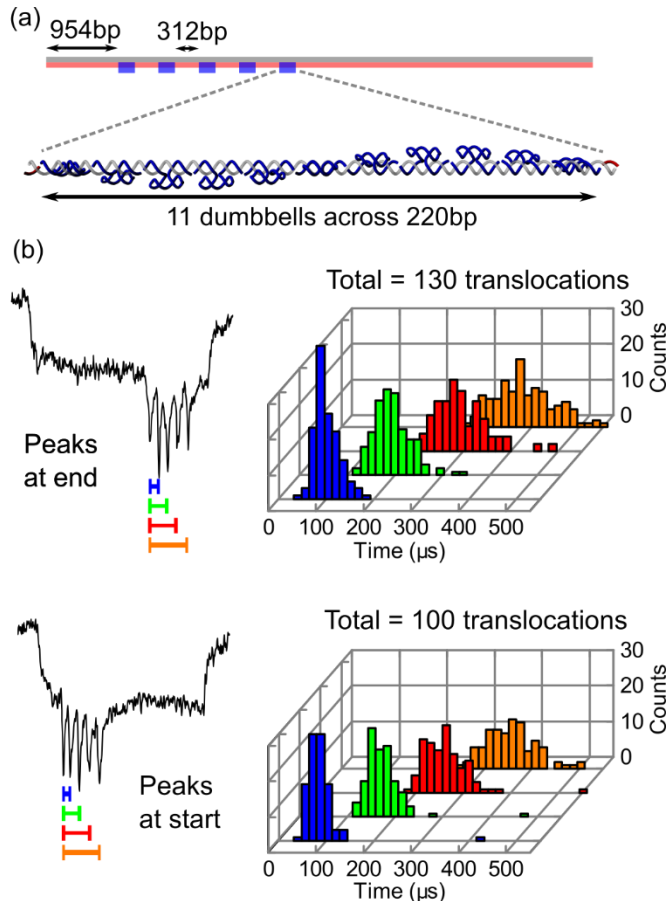 (a)
954bp 312bp
11 dumbbells across 220bp
(b)
Total = 130 translocations
Peaks
at end
30
20
10
0
Counts
0 100 200 300 400 500
Time (µs)
Total = 100 translocations
Peaks
at start
30
20
10
0
Counts
0 100 200 300 400 500
Time (µs)